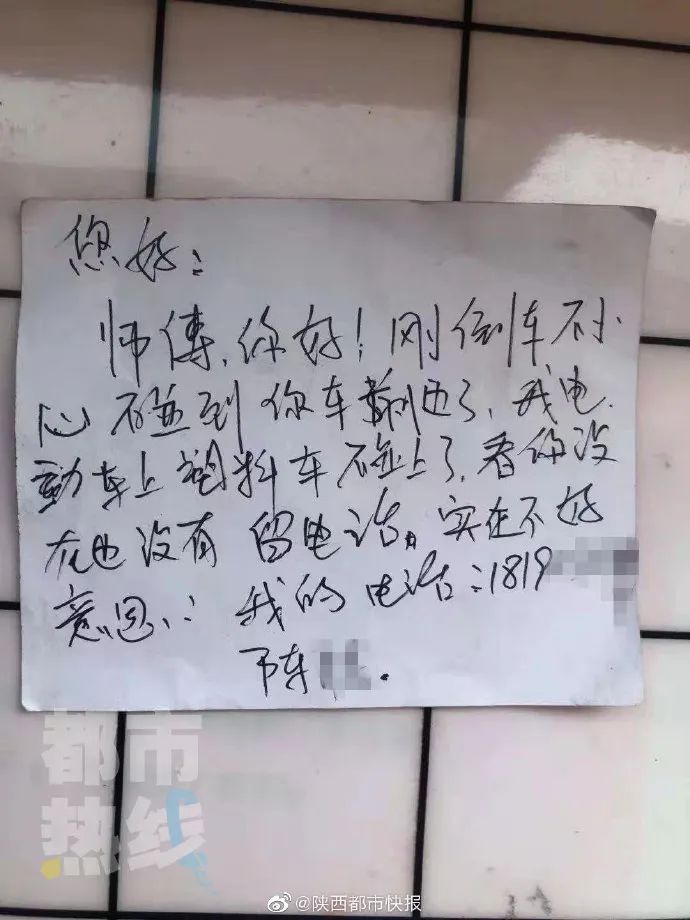 您好：
师傅，你好！刚倒车不小
心碰到你车前边了，我电
动车上塑料车碰上了，看你没
在也没有留电话，实在不好
意思，：我的电话：1819
陈
都市
热线
@陕西都市快报